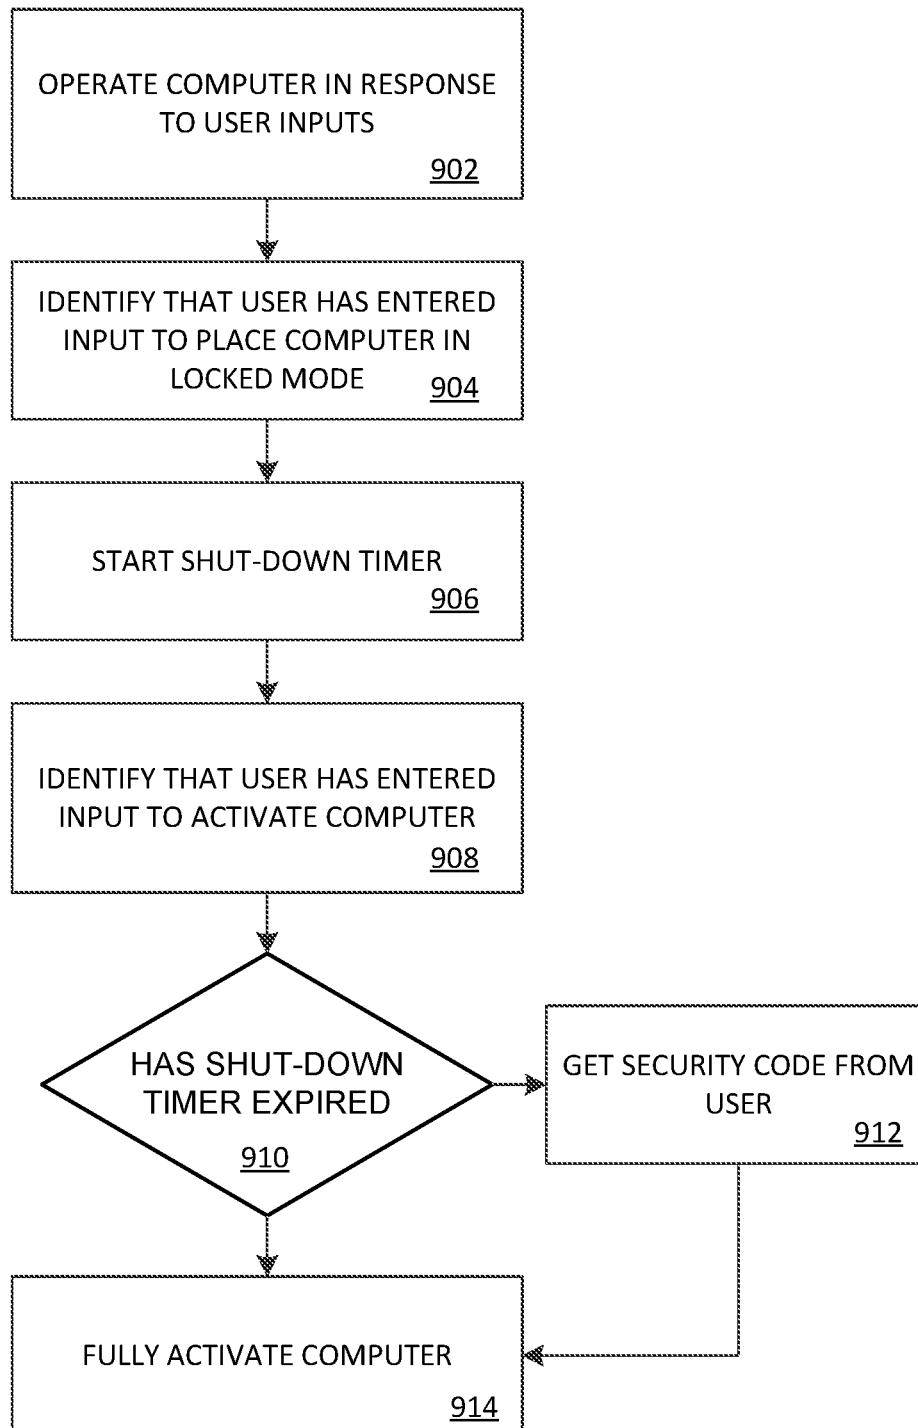 OPERATE COMPUTER IN RESPONSE
TO USER INPUTS
902
IDENTIFY THAT USER HAS ENTERED
INPUT TO PLACE COMPUTER IN
LOCKED MODE
904
START SHUT-DOWN TIMER
906
IDENTIFY THAT USER HAS ENTERED
INPUT TO ACTIVATE COMPUTER
908
HAS SHUT-DOWN
TIMER EXPIRED
910
GET SECURITY CODE FROM
USER
912
FULLY ACTIVATE COMPUTER
914